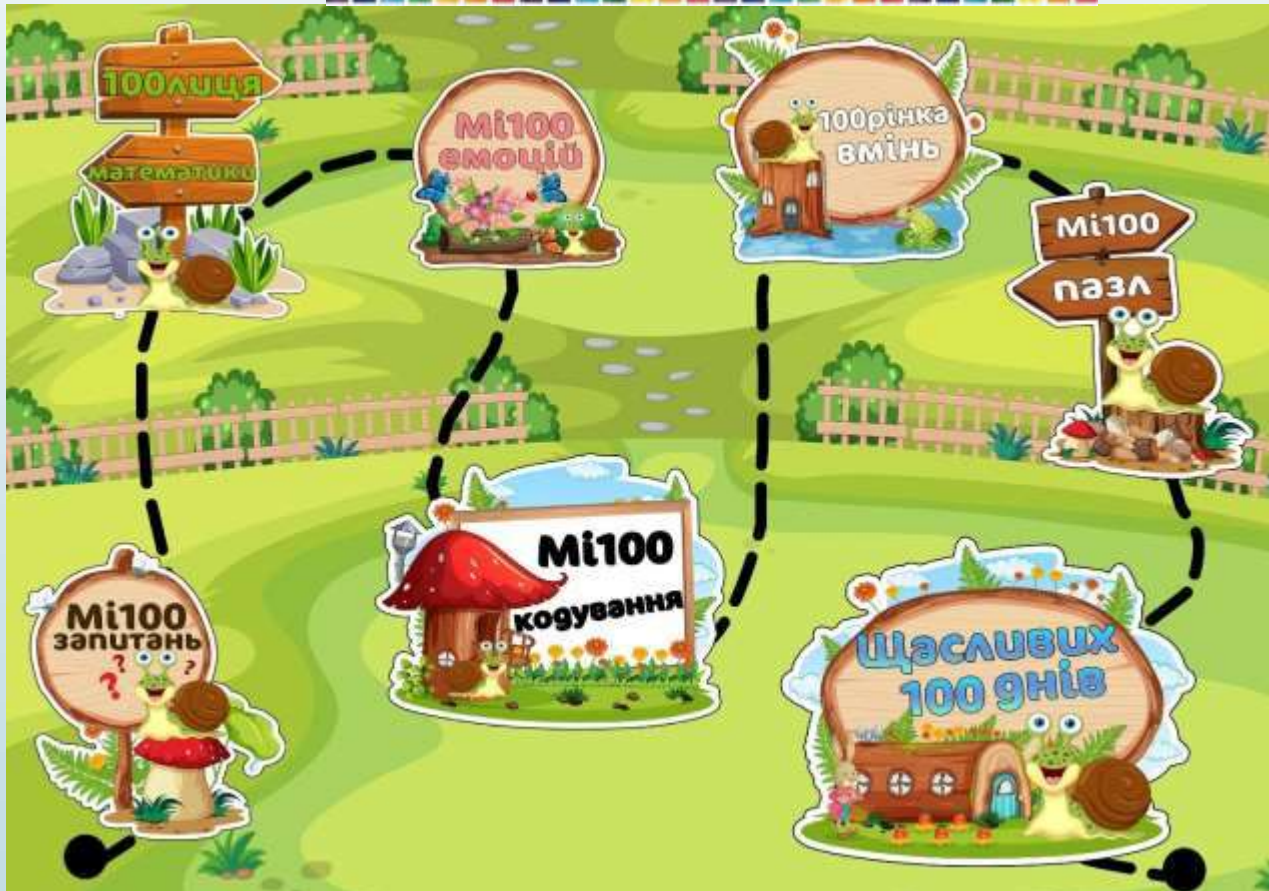 100лиця
математики
Мі100
емоцій
100рінка
вмінь
Мі100
пазл
Мі100
кодування
Мі100
запитань
? ? ?
Щасливих
100 днів